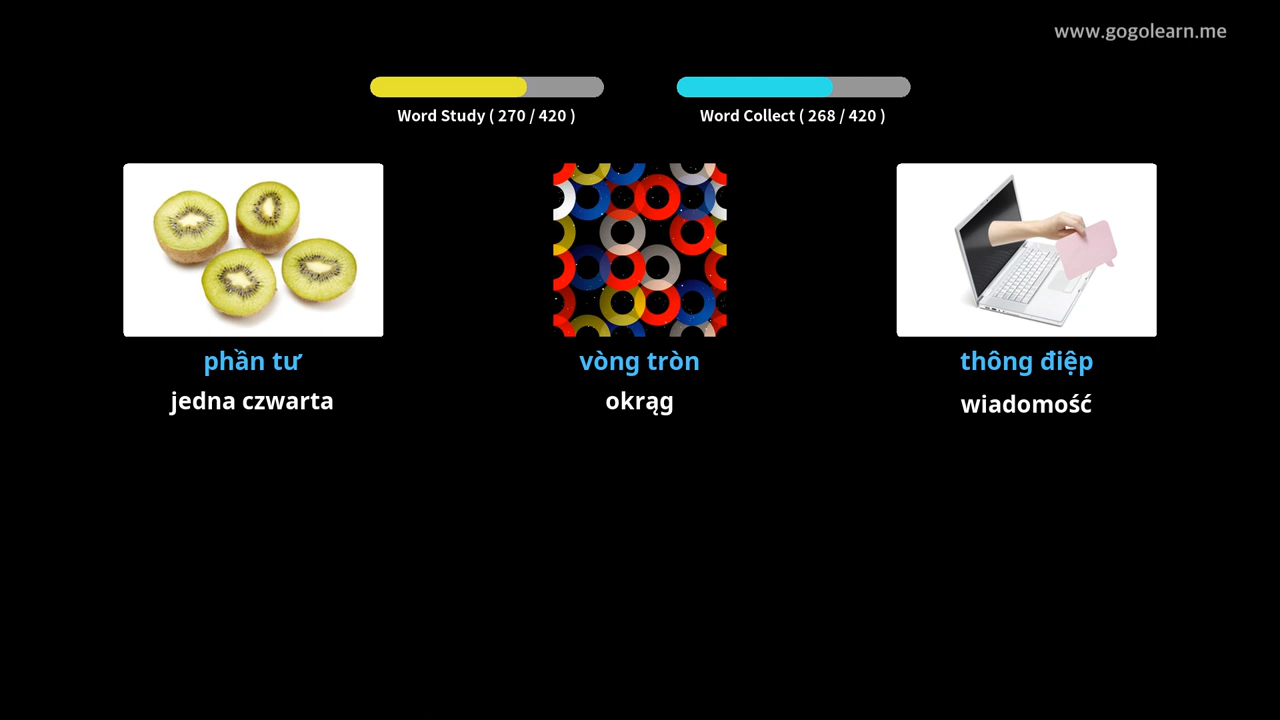 www.gogolearn.me
Word Study ( 270 / 420 )
Word Collect ( 268 / 420 )
phần tư
vòng tròn
thông điệp
jedna czwarta
okrąg
wiadomość